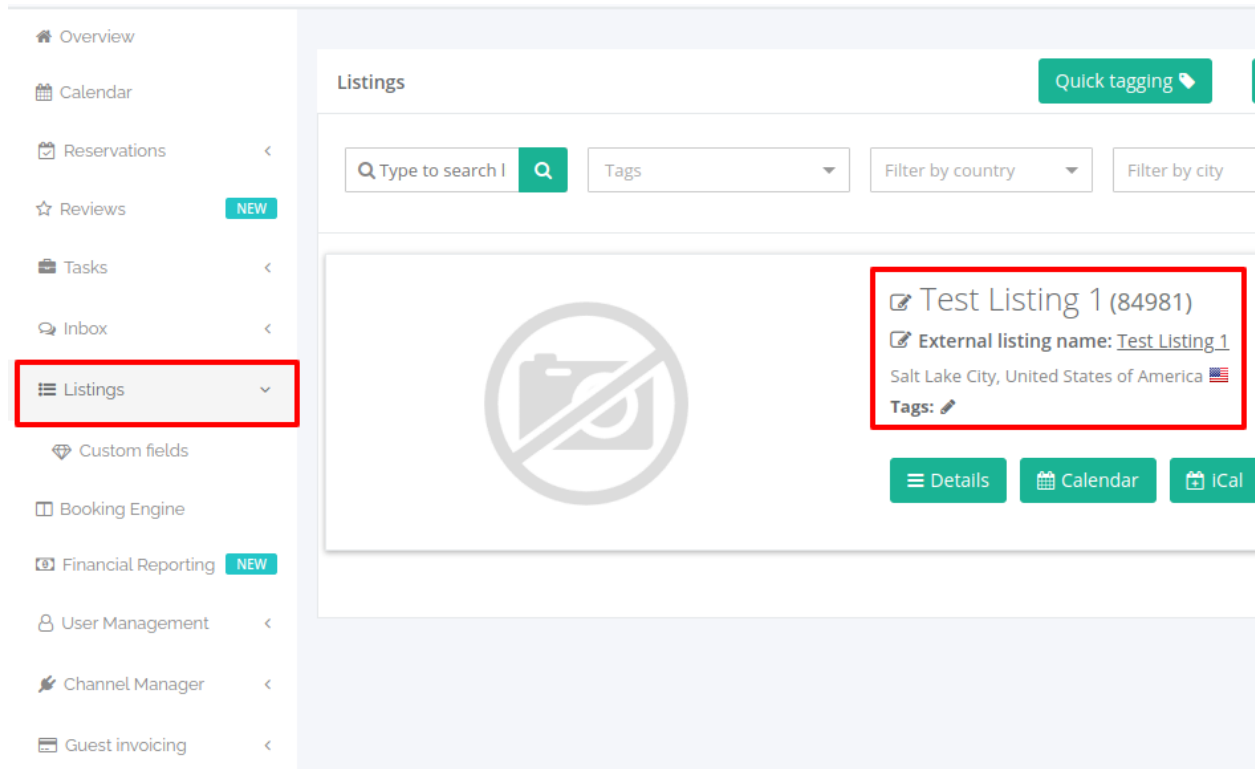 Overview
Calendar
Reservations
Reviews NEW
Tasks
Inbox
Listings
Custom fields
Booking Engine
Financial Reporting NEW
User Management
Channel Manager
Guest invoicing
Listings
Quick tagging
Type to search l
Tags
Filter by country
Filter by city
Test Listing 1 (84981)
External listing name: Test Listing 1
Salt Lake City, United States of America
Tags:
Details
Calendar
ICal